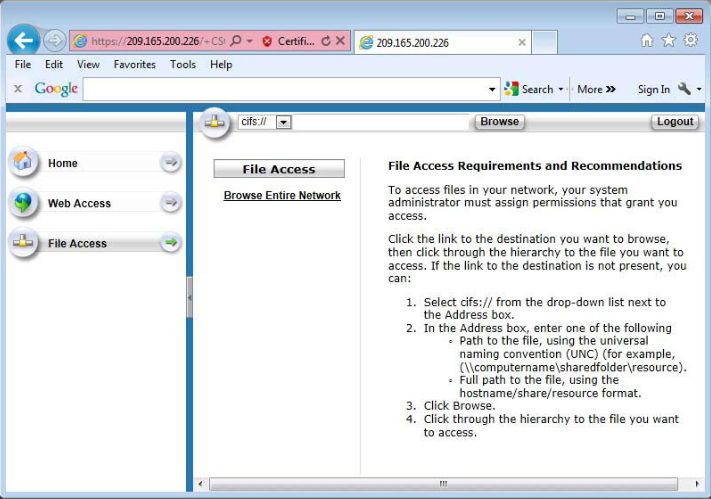 https://209.165.200.226/+CS
Certifi...
209.165.200.226
File Edit View Favorites Tools Help
x Google Search More » Sign In
cifs:// Browse Logout
Home
Web Access
File Access
File Access
Browse Entire Network
File Access Requirements and Recommendations
To access files in your network, your system
administrator must assign permissions that grant you
access.
Click the link to the destination you want to browse,
then click through the hierarchy to the file you want to
access. If the link to the destination is not present, you
can:
1. Select cifs:// from the drop-down list next to
the Address box.
2. In the Address box, enter one of the following
◦ Path to the file, using the universal
naming convention (UNC) (for example,
(\\computername\sharedfolder\resource).
◦ Full path to the file, using the
hostname/share/resource format.
3. Click Browse.
4. Click through the hierarchy to the file you want
to access.